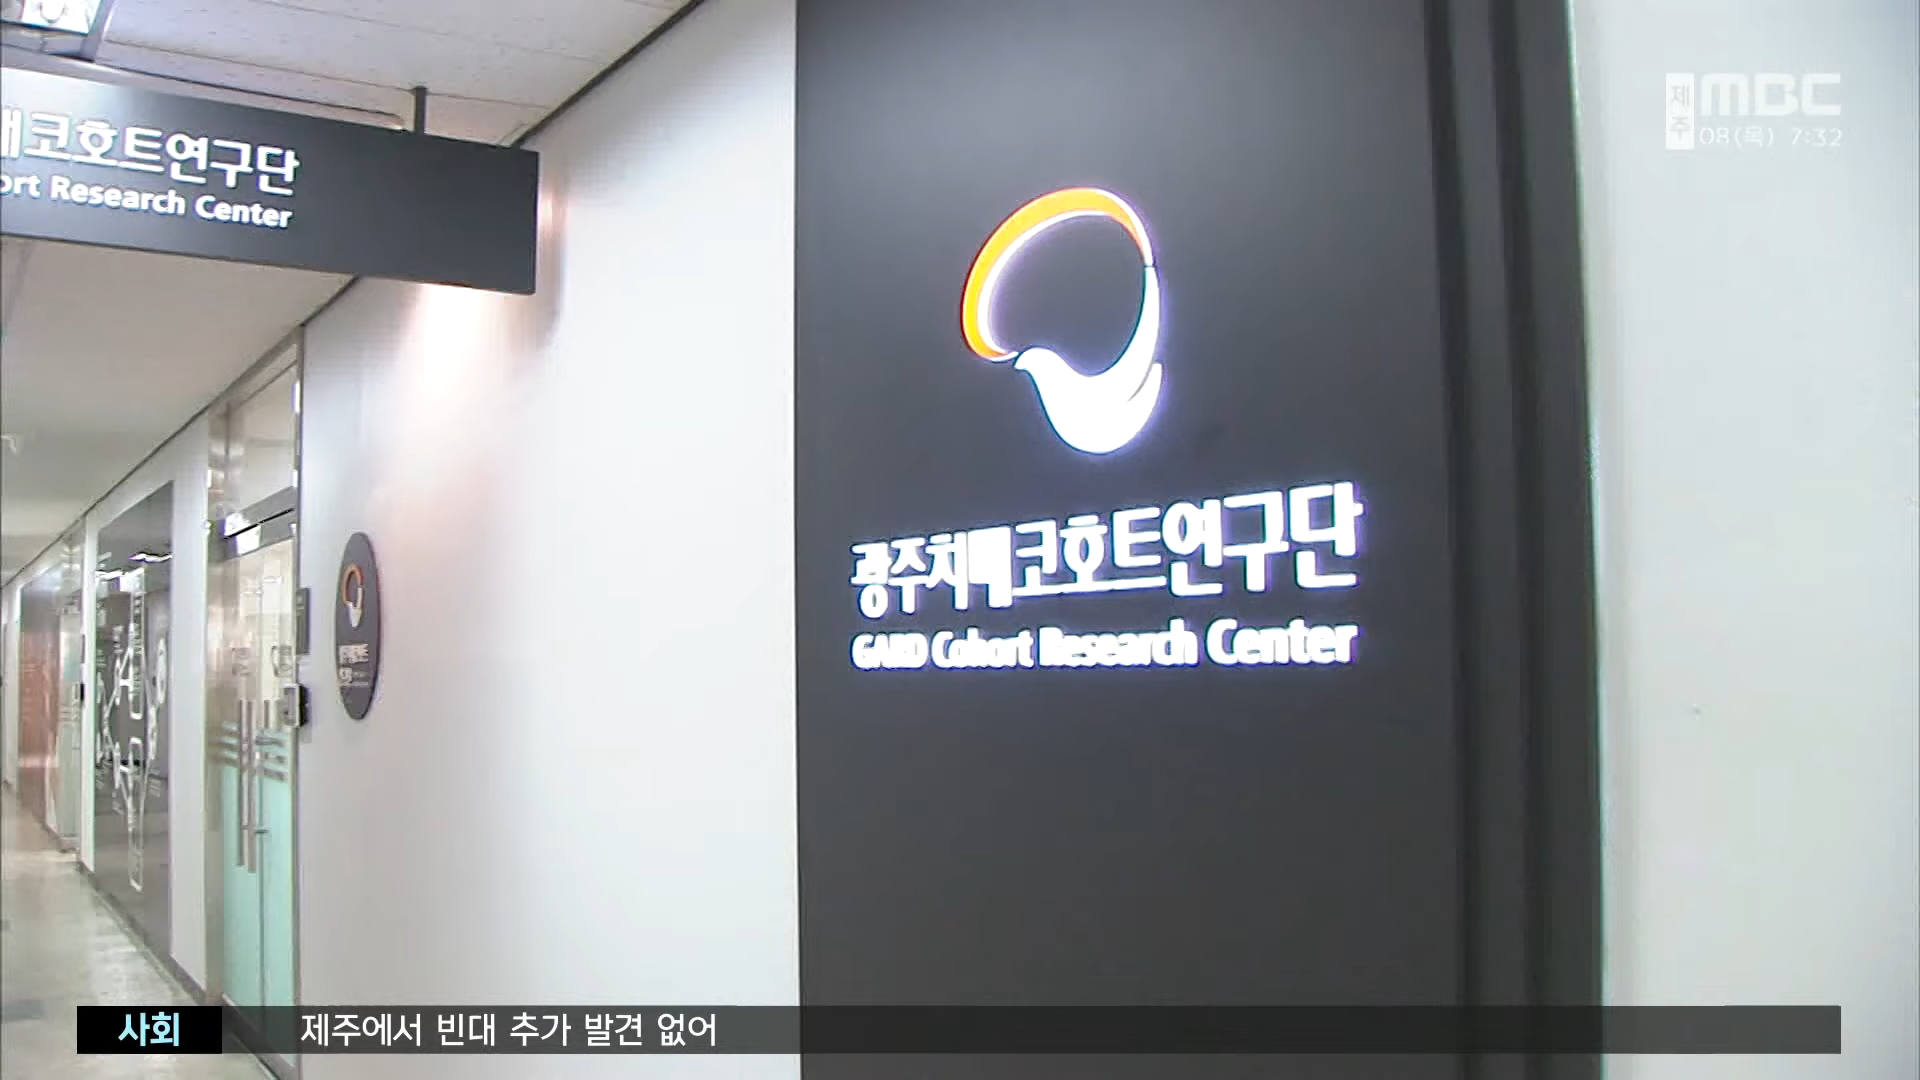 코호트연구단
Research Center
제주 MBC
08(목) 7:32
광주치매코호트연구단
GARD Cohort Research Center
사회
제주에서 빈대 추가 발견 없어